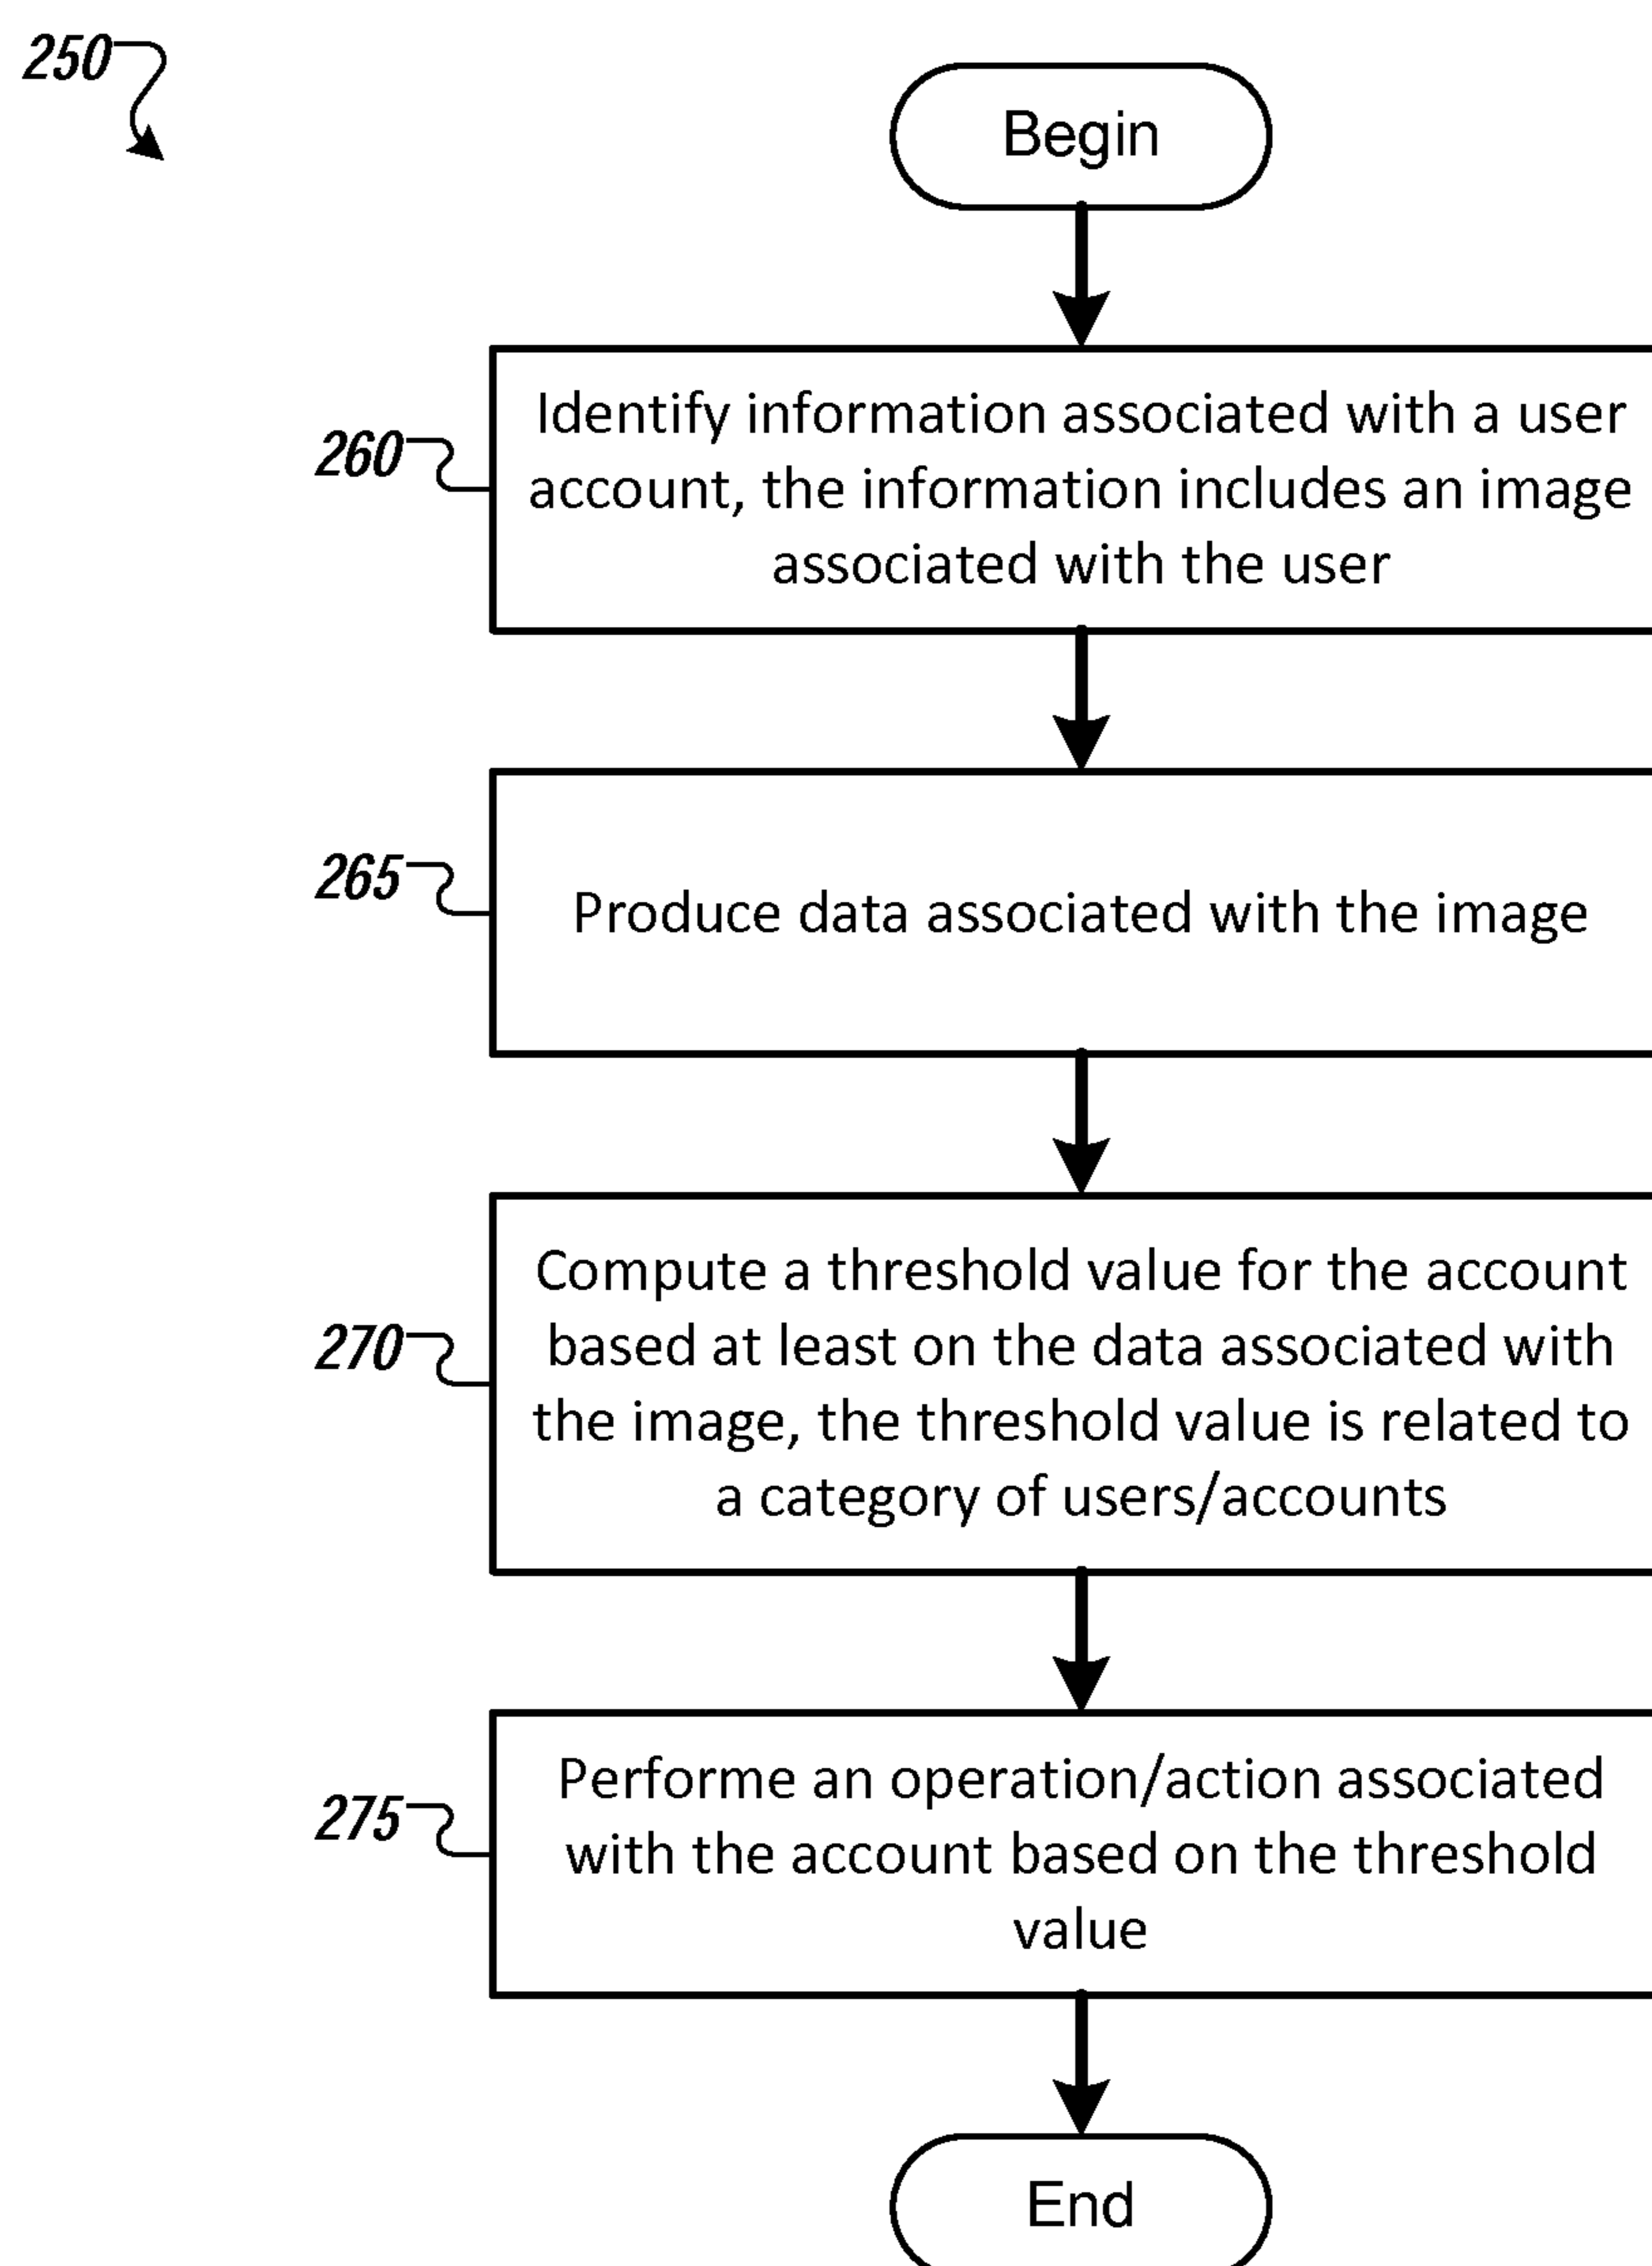 250
Begin
260
Identify information associated with a user
account, the information includes an image
associated with the user
265
Produce data associated with the image
270
Compute a threshold value for the account
based at least on the data associated with
the image, the threshold value is related to
a category of users/accounts
275
Performe an operation/action associated
with the account based on the threshold
value
End